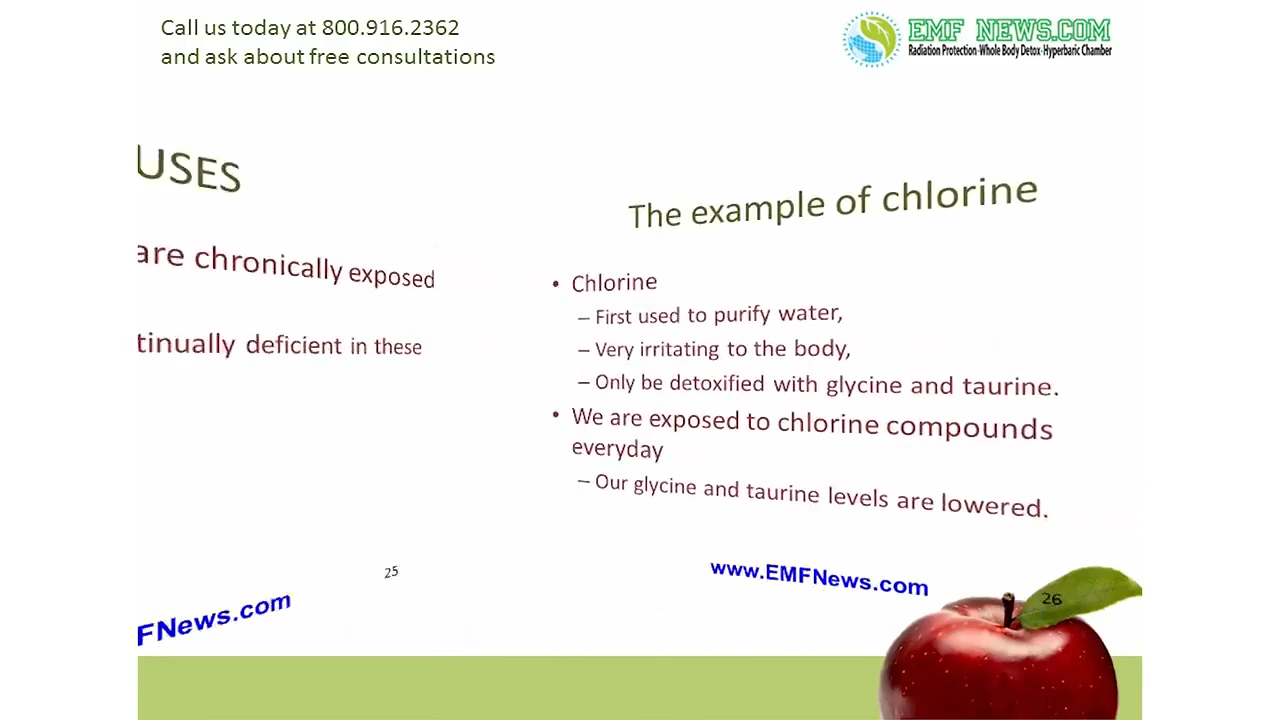 Call us today at 800.916.2362
and ask about free consultations
EMF NEWS.COM
Radiation Protection-Whole Body Detox-Hyperbaric Chamber
USES
are chronically exposed
tinually deficient in these
25
FNews.com
The example of chlorine
• Chlorine
– First used to purify water,
– Very irritating to the body,
– Only be detoxified with glycine and taurine.
• We are exposed to chlorine compounds
everyday
– Our glycine and taurine levels are lowered.
www.EMFNews.com
26